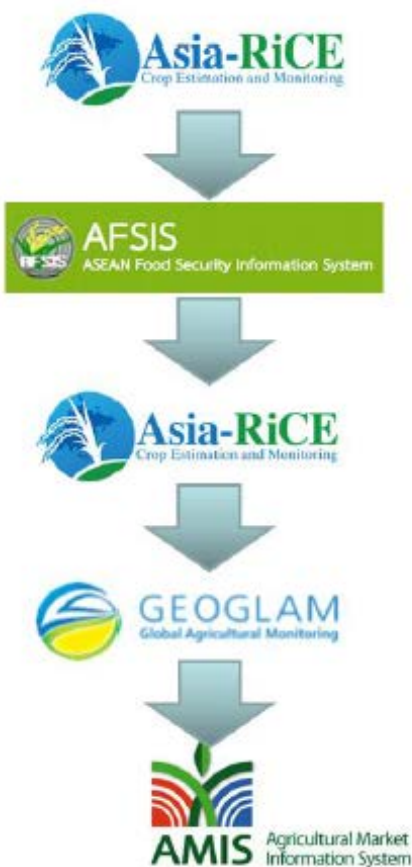 Asia-RiCE
Crop Estimation and Monitoring
AFSIS
AFSIS
ASEAN Food Security Information System
Asia-RiCE
Crop Estimation and Monitoring
GEOGLAM
Global Agricultural Monitoring
AMIS
Agricultural Market
Information System